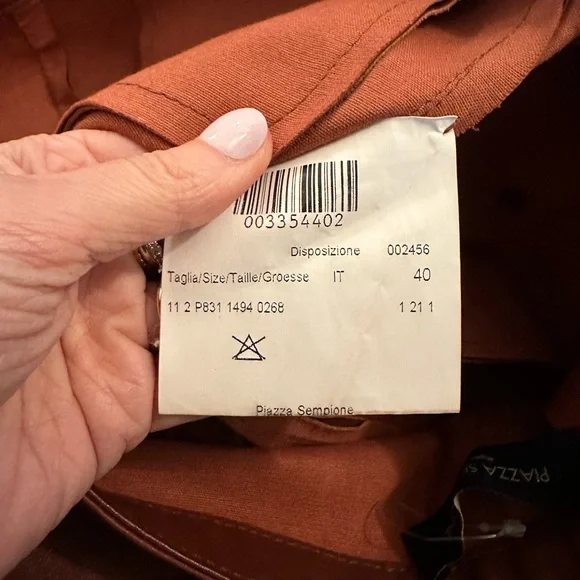 003354402
Disposizione 002456
Taglia/Size/Taille/Groesse IT 40
11 2 P831 1494 0268 1 21 1
Piazza Sempione
PIAZZA S